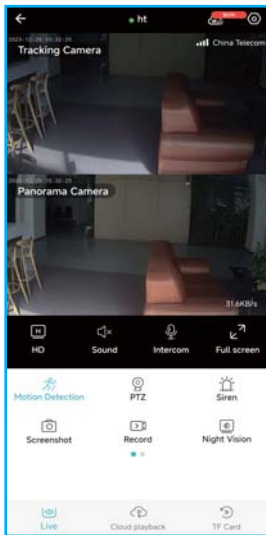 ht
Tracking Camera
China Telecom
Panorama Camera
31.6KB/s
HD
Sound
Intercom
Full screen
Motion Detection
PTZ
Siren
Screenshot
Record
Night Vision
Live
Cloud playback
TF Card